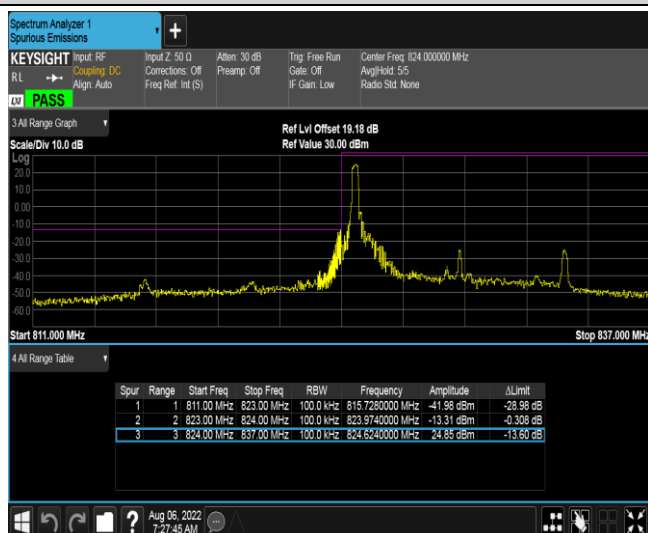 Spectrum Analyzer 1
Spurious Emissions
+
KEYSIGHT Input: RF Input Z: 50 Ω Atten: 30 dB Trig: Free Run Center Freq: 824.000000 MHz
RL Coupling: DC Corrections: Off Preamp: Off Gate: Off Avg|Hold: 5/5
Align: Auto Freq Ref: Int (S) IF Gain: Low Radio Std: None
LXI PASS
3 All Range Graph Ref Lvl Offset 19.18 dB
Scale/Div 10.0 dB Ref Value 30.00 dBm
Log
20.0
10.0
0.00
-10.0
-20.0
-30.0
-40.0
-50.0
-60.0
Start 811.000 MHz Stop 837.000 MHz
4 All Range Table
Spur Range Start Freq Stop Freq RBW Frequency Amplitude ΔLimit
1 1 811.00 MHz 823.00 MHz 100.0 kHz 815.7280000 MHz -41.98 dBm -28.98 dB
2 2 823.00 MHz 824.00 MHz 100.0 kHz 823.9740000 MHz -13.31 dBm -0.308 dB
3 3 824.00 MHz 837.00 MHz 100.0 kHz 824.6240000 MHz 24.85 dBm -13.60 dB
? Aug 06, 2022
7:27:45 AM